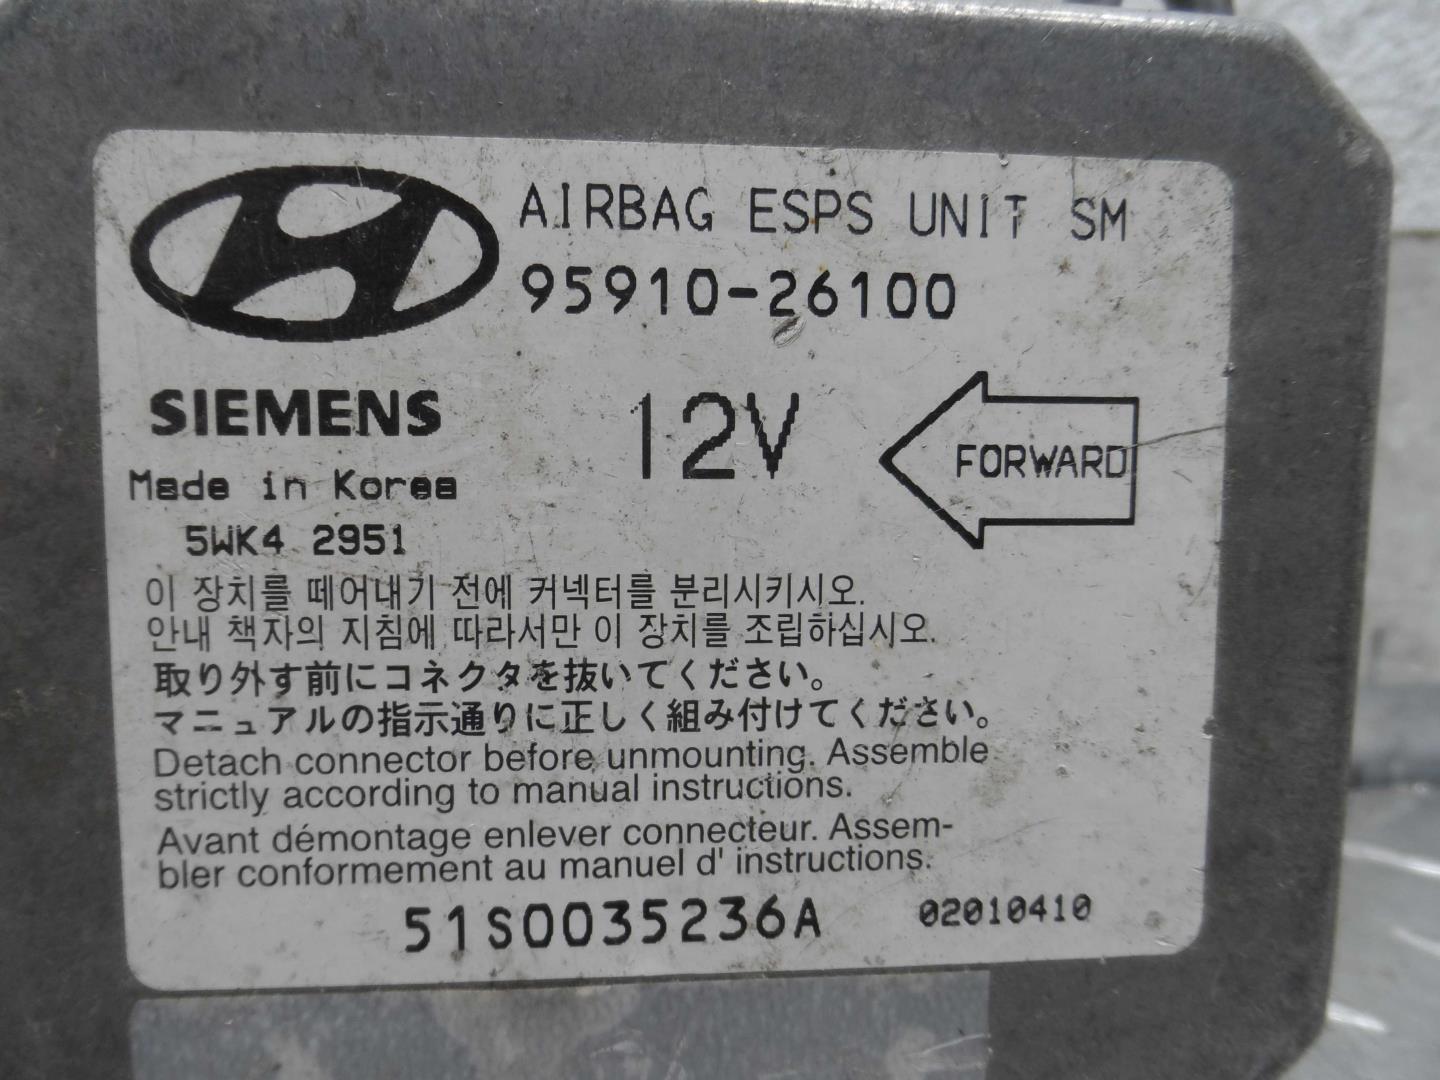 AIRBAG ESPS UNIT SM
95910-26100
SIEMENS
12V
FORWARD
Made in Korea
5WK4 2951
이 장치를 떼어내기 전에 커넥터를 분리시키시오.
안내 책자의 지침에 따라서만 이 장치를 조립하십시오.
取り外す前にコネクタを抜いてください。
マニュアルの指示通りに正しく組み付けてください。
Detach connector before unmounting. Assemble
strictly according to manual instructions.
Avant démontage enlever connecteur. Assem-
bler conformement au manuel d' instructions.
51S0035236A
02010410